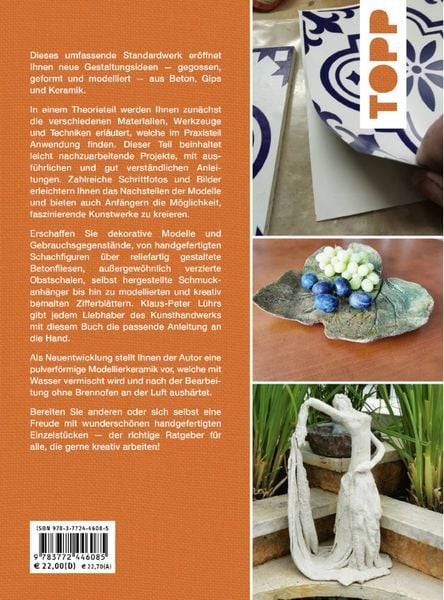 Dieses umfassende Standardwerk eröffnet
Ihnen neue Gestaltungsideen — gegossen,
geformt und modelliert — aus Beton, Gips
und Keramik.
In einem Theorieteil werden Ihnen zunächst
die verschiedenen Materialien, Werkzeuge
und Techniken erläutert, welche im Praxisteil
Anwendung finden. Dieser Teil beinhaltet
leicht nachzuarbeitende Projekte, mit aus-
führlichen und gut verständlichen Anlei-
tungen. Zahlreiche Schrittfotos und Bilder
erleichtern Ihnen das Nachstellen der Modelle
und bieten auch Anfängern die Möglichkeit,
faszinierende Kunstwerke zu kreieren.
Erschaffen Sie dekorative Modelle und
Gebrauchsgegenstände, von handgefertigten
Schachfiguren über reliefartig gestaltete
Betonfliesen, außergewöhnlich verzierte
Obstschalen, selbst hergestellte Schmuck-
anhänger bis hin zu modellierten und kreativ
bemalten Zifferblättern. Klaus-Peter Lührs
gibt jedem Liebhaber des Kunsthandwerks
mit diesem Buch die passende Anleitung an
die Hand.
Als Neuentwicklung stellt Ihnen der Autor eine
pulverförmige Modellierkeramik vor, welche mit
Wasser vermischt wird und nach der Bearbei-
tung ohne Brennofen an der Luft aushärtet.
Bereiten Sie anderen oder sich selbst eine
Freude mit wunderschönen handgefertigten
Einzelstücken — der richtige Ratgeber für
alle, die gerne kreativ arbeiten!
ISBN 978-3-7724-4608-5
9 783772 446085
€ 22,00(D) € 22,70(A)
TOPP